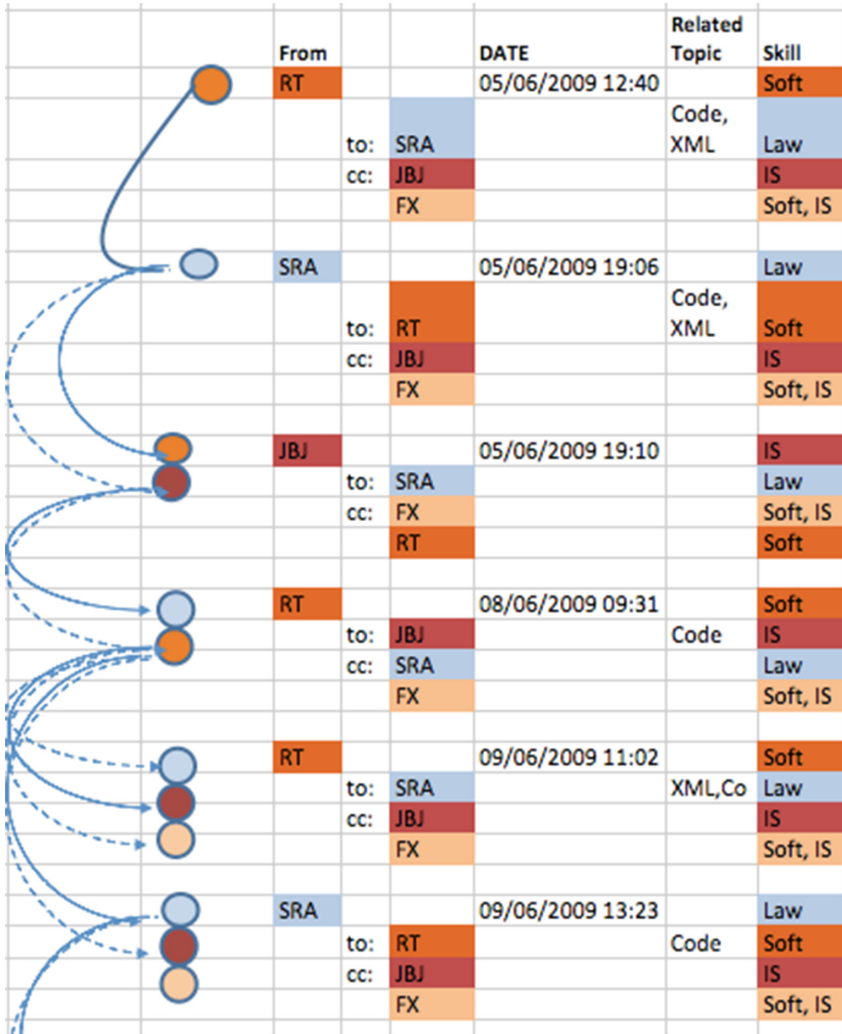 Related
From DATE Topic Skill
RT 05/06/2009 12:40 Soft
Code,
to: SRA XML Law
cc: JBJ IS
FX Soft, IS
SRA 05/06/2009 19:06 Law
Code,
to: RT XML Soft
cc: JBJ IS
FX Soft, IS
JBJ 05/06/2009 19:10 IS
to: SRA Law
cc: FX Soft, IS
RT Soft
RT 08/06/2009 09:31 Soft
to: JBJ Code IS
cc: SRA Law
FX Soft, IS
RT 09/06/2009 11:02 Soft
to: SRA XML,Co Law
cc: JBJ IS
FX Soft, IS
SRA 09/06/2009 13:23 Law
to: RT Code Soft
cc: JBJ IS
FX Soft, IS